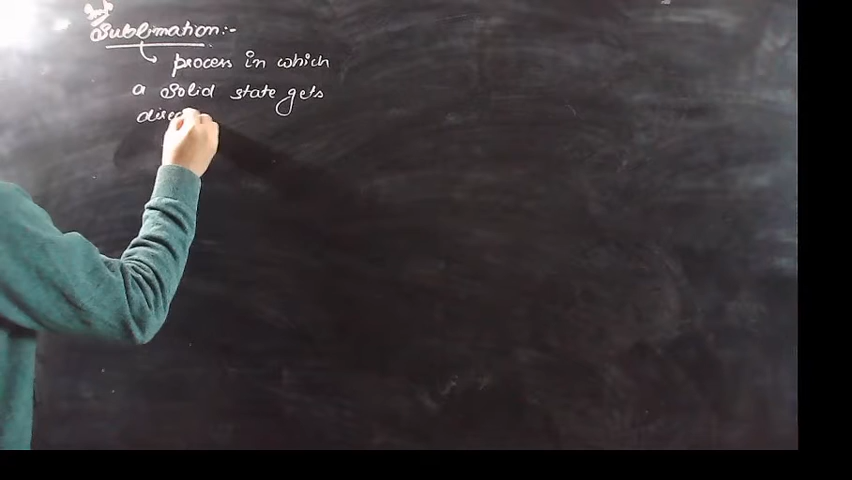 Sublimation:-
process in which
a solid state gets